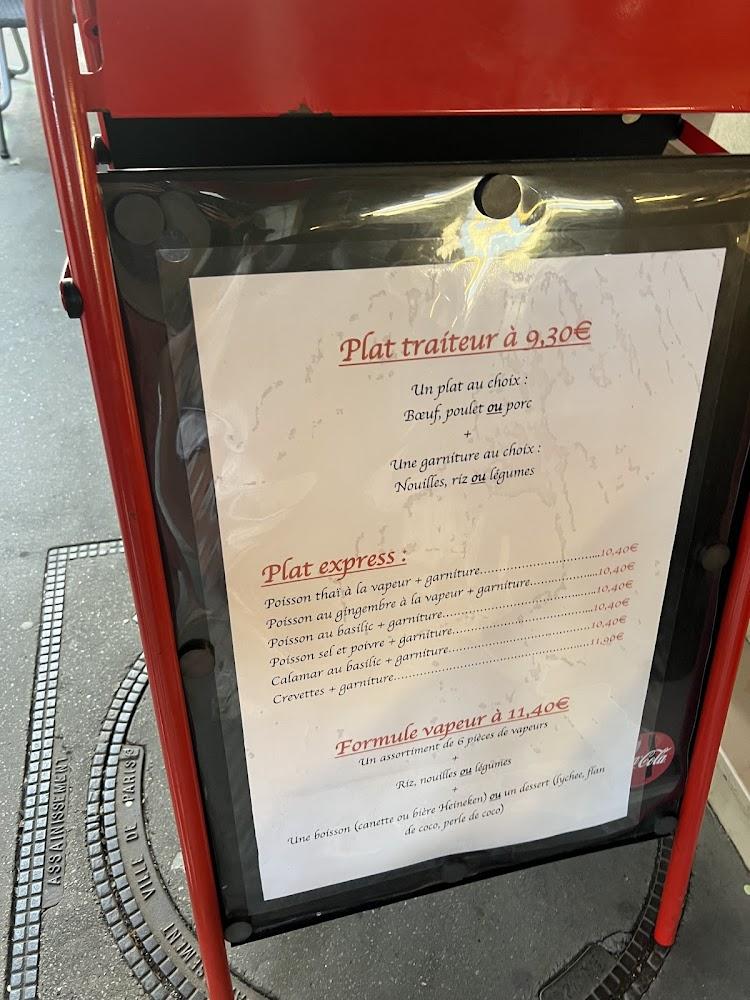 Plat traiteur à 9,30€
Un plat au choix :
Bœuf, poulet ou porc
+
Une garniture au choix :
Nouilles, riz ou légumes
Plat express :
Poisson thaï à la vapeur + garniture..................................10,40€
Poisson au gingembre à la vapeur + garniture..................10,40€
Poisson au basilic + garniture..........................................10,40€
Poisson sel et poivre + garniture......................................10,40€
Calamar au basilic + garniture.........................................10,40€
Crevettes + garniture.......................................................11,90€
Formule vapeur à 11,40€
Un assortiment de 6 pièces de vapeurs
+
Riz, nouilles ou légumes
+
Une boisson (canette ou bière Heineken) ou un dessert (lychee, flan
de coco, perle de coco)
Cola
ASSAINISSEMENT
VILLE DE PARIS